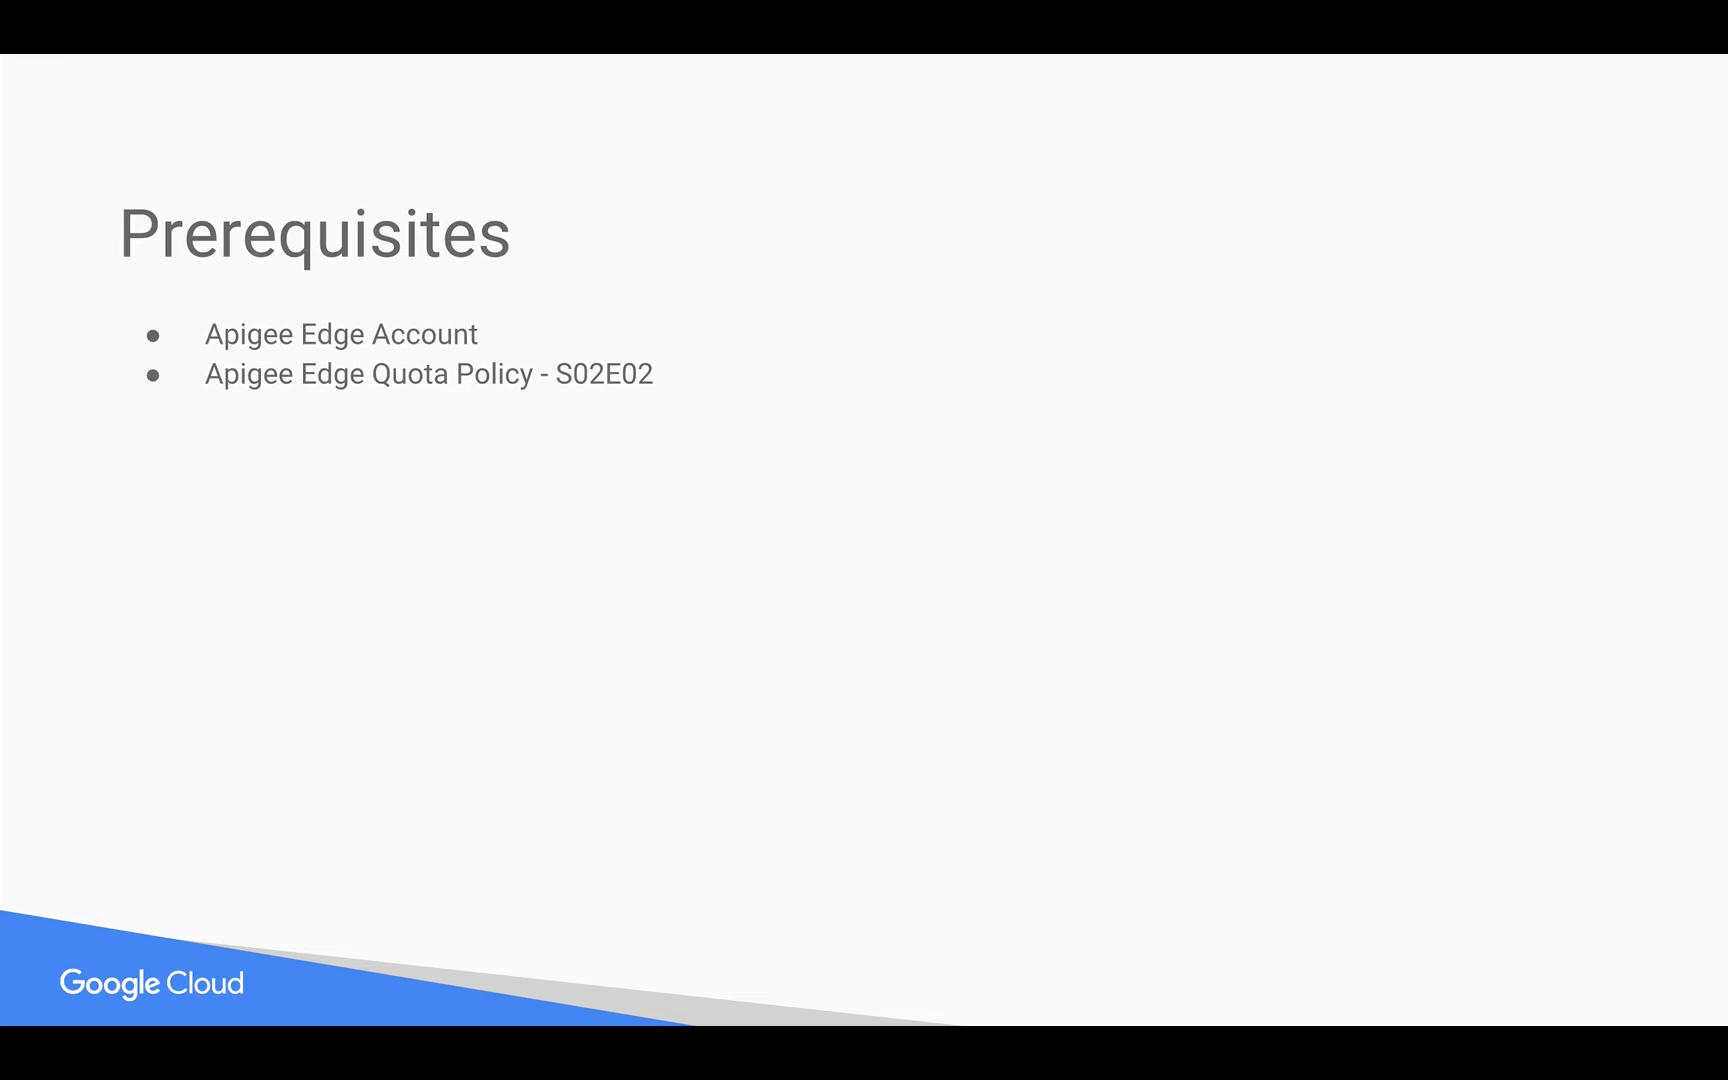 Prerequisites
● Apigee Edge Account
● Apigee Edge Quota Policy - S02E02
Google Cloud